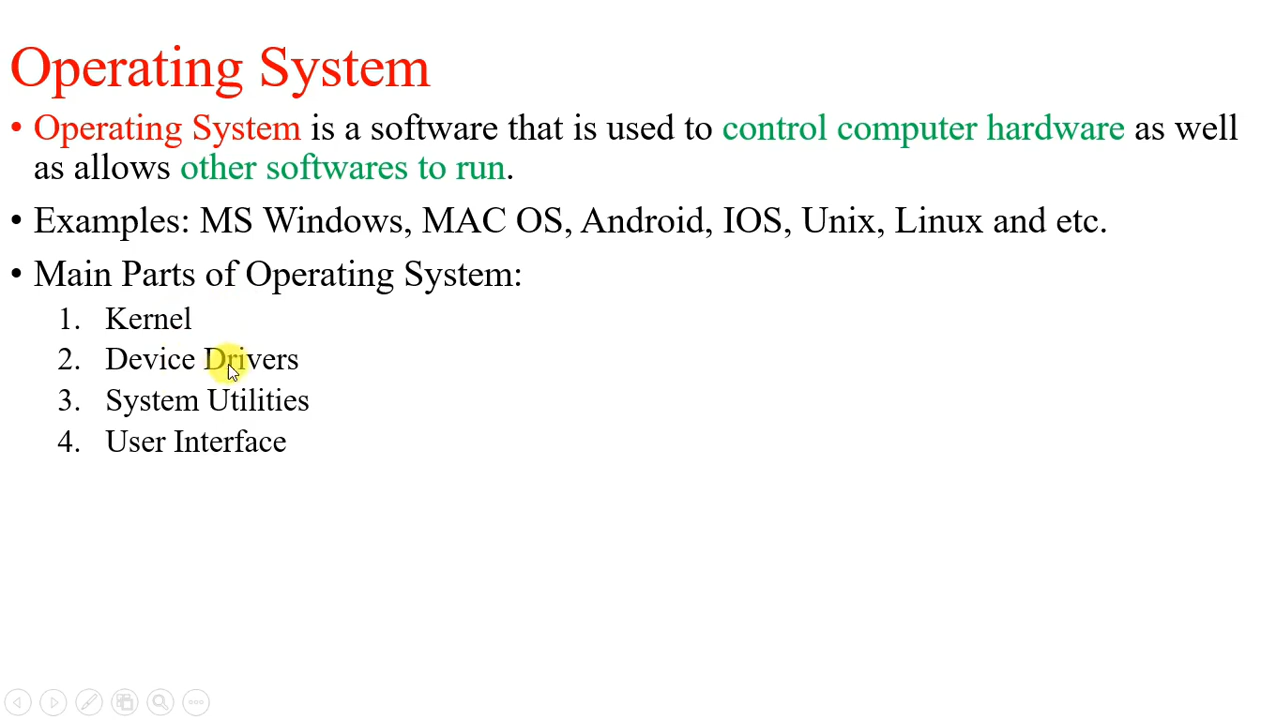 Operating System
• Operating System is a software that is used to control computer hardware as well
as allows other softwares to run.
• Examples: MS Windows, MAC OS, Android, IOS, Unix, Linux and etc.
• Main Parts of Operating System:
1. Kernel
2. Device Drivers
3. System Utilities
4. User Interface